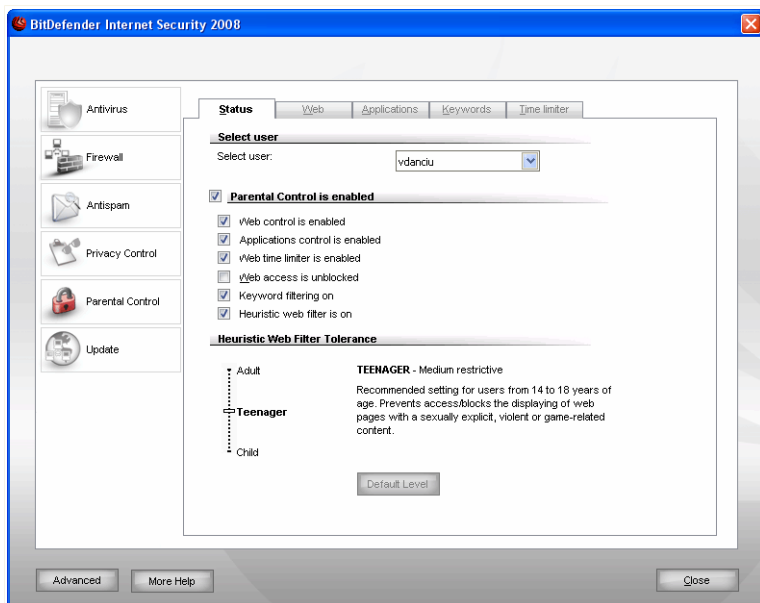 BitDefender Internet Security 2008
Antivirus
Firewall
Antispam
Privacy Control
Parental Control
Update
Status Web Applications Keywords Time limiter
Select user
Select user: vdanciu
Parental Control is enabled
Web control is enabled
Applications control is enabled
Web time limiter is enabled
Web access is unblocked
Keyword filtering on
Heuristic web filter is on
Heuristic Web Filter Tolerance
Adult
Teenager
Child
TEENAGER - Medium restrictive
Recommended setting for users from 14 to 18 years of
age. Prevents access/blocks the displaying of web
pages with a sexually explicit, violent or game-related
content.
Default Level
Advanced More Help Close